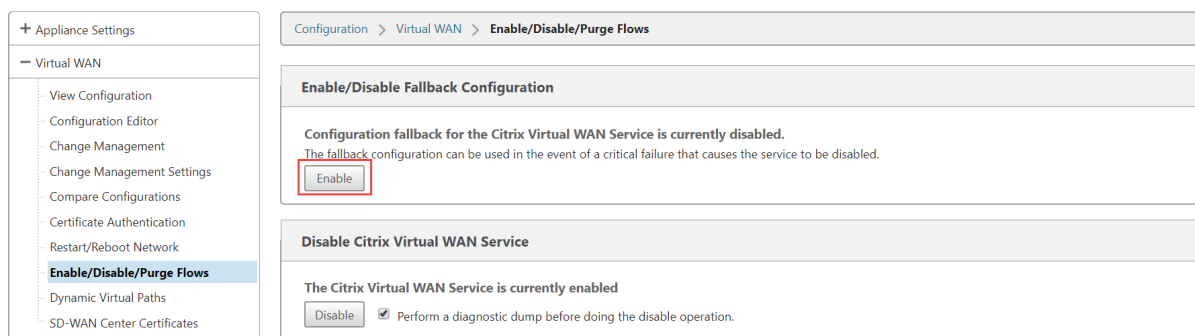 + Appliance Settings
− Virtual WAN
View Configuration
Configuration Editor
Change Management
Change Management Settings
Compare Configurations
Certificate Authentication
Restart/Reboot Network
Enable/Disable/Purge Flows
Dynamic Virtual Paths
SD-WAN Center Certificates
Configuration > Virtual WAN > Enable/Disable/Purge Flows
Enable/Disable Fallback Configuration
Configuration fallback for the Citrix Virtual WAN Service is currently disabled.
The fallback configuration can be used in the event of a critical failure that causes the service to be disabled.
Enable
Disable Citrix Virtual WAN Service
The Citrix Virtual WAN Service is currently enabled
Disable Perform a diagnostic dump before doing the disable operation.